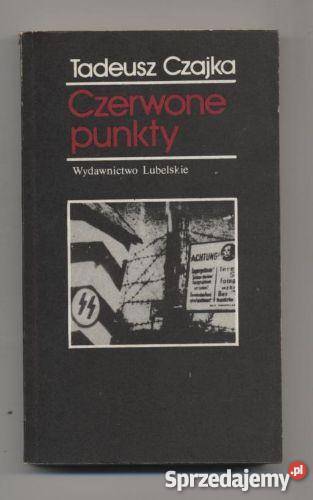 Tadeusz Czajka
Czerwone
punkty
Wydawnictwo Lubelskie
ACHTUNG!
Sprzedajemy.pl